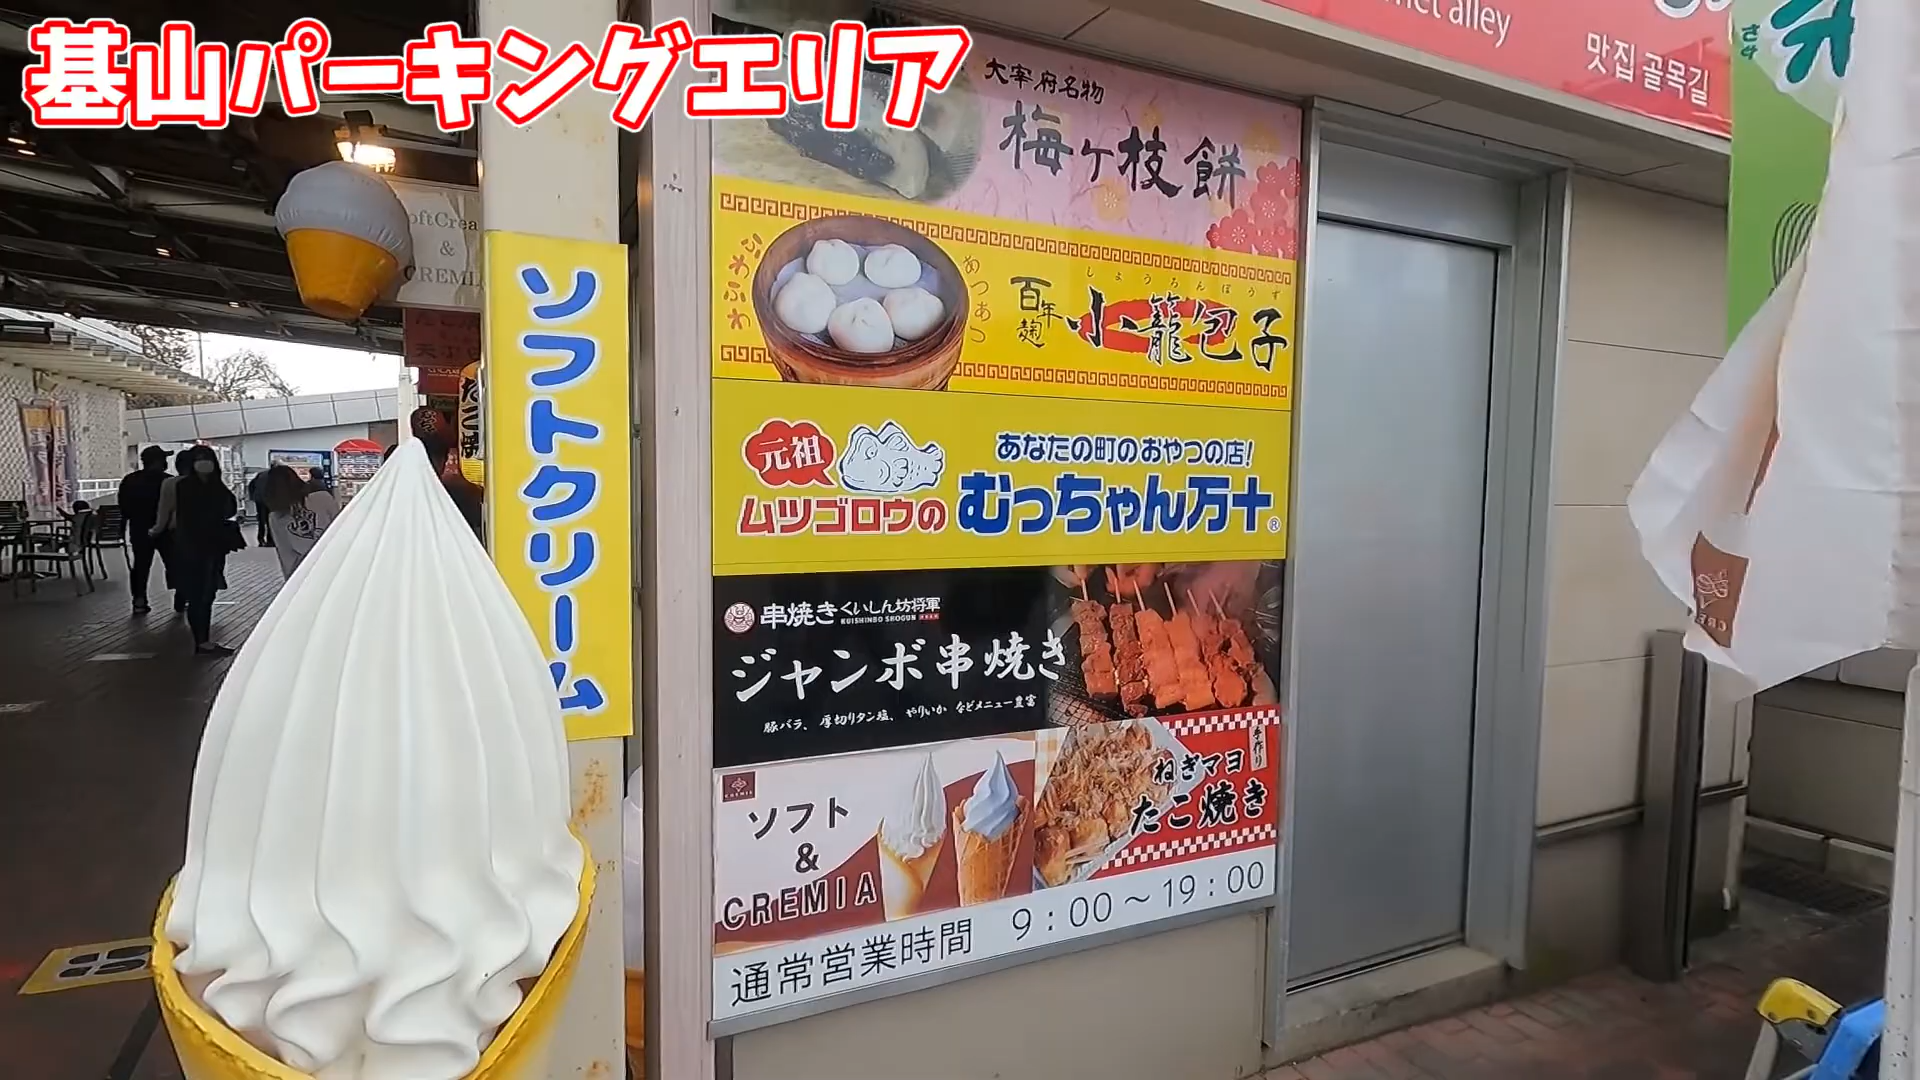 基山パーキングエリア
met alley
맛집 골목길
大宰府名物
梅ヶ枝餅
ふわふわ
あつあつ
百年麹
しょうろんぽうず
小籠包子
元祖
あなたの町のおやつの店!
ムツゴロウの
むっちゃん万十®
串焼きくいしん坊将軍
KUISHINBO SHOGUN
ジャンボ串焼き
豚バラ、厚切りタン塩、やりいか などメニュー豊富
CREMIA
ソフト
&
CREMIA
手作り
ねぎマヨ
たこ焼き
通常営業時間 9:00~19:00
ソフトクリーム
oftCrea
&
CREMI